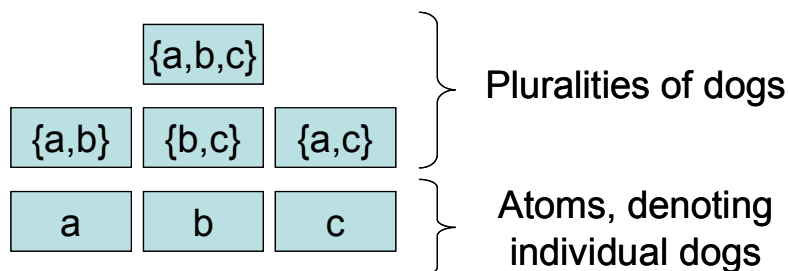 {a,b,c}
Pluralities of dogs
{a,b} {b,c} {a,c}
a b c
Atoms, denoting
individual dogs